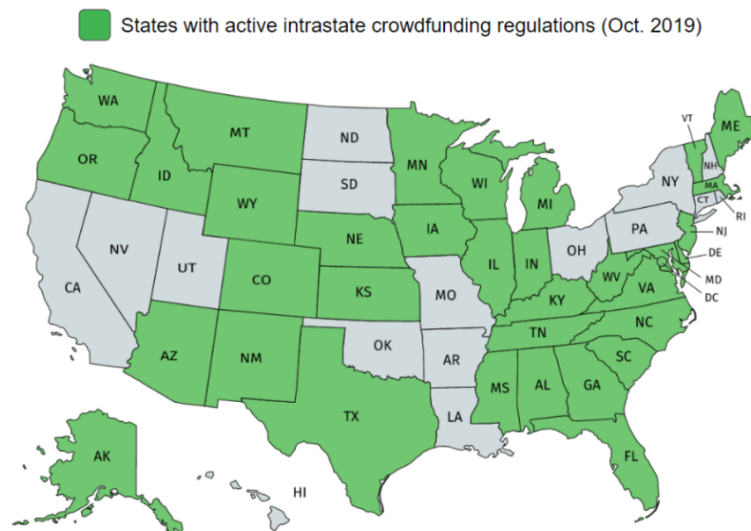 States with active intrastate crowdfunding regulations (Oct. 2019)
WA
MT
ND
MN
VT
ME
OR
ID
SD
WI
MI
NY
NH
MA
CT
RI
WY
NE
IA
PA
NJ
NV
UT
CO
KS
IL
IN
OH
WV
DE
MD
DC
CA
MO
KY
VA
AZ
NM
OK
AR
TN
NC
SC
TX
LA
MS
AL
GA
AK
HI
FL